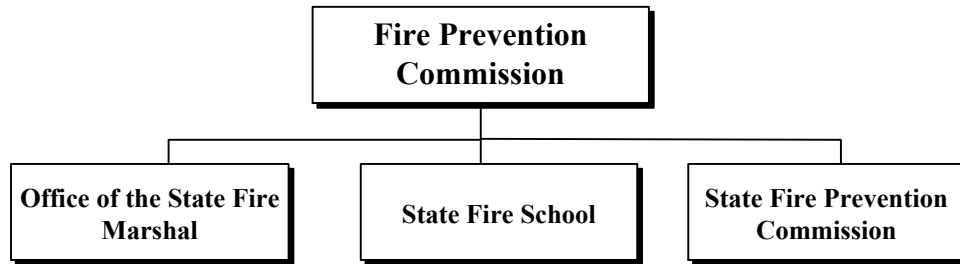 Fire Prevention
Commission
Office of the State Fire
Marshal
State Fire School
State Fire Prevention
Commission